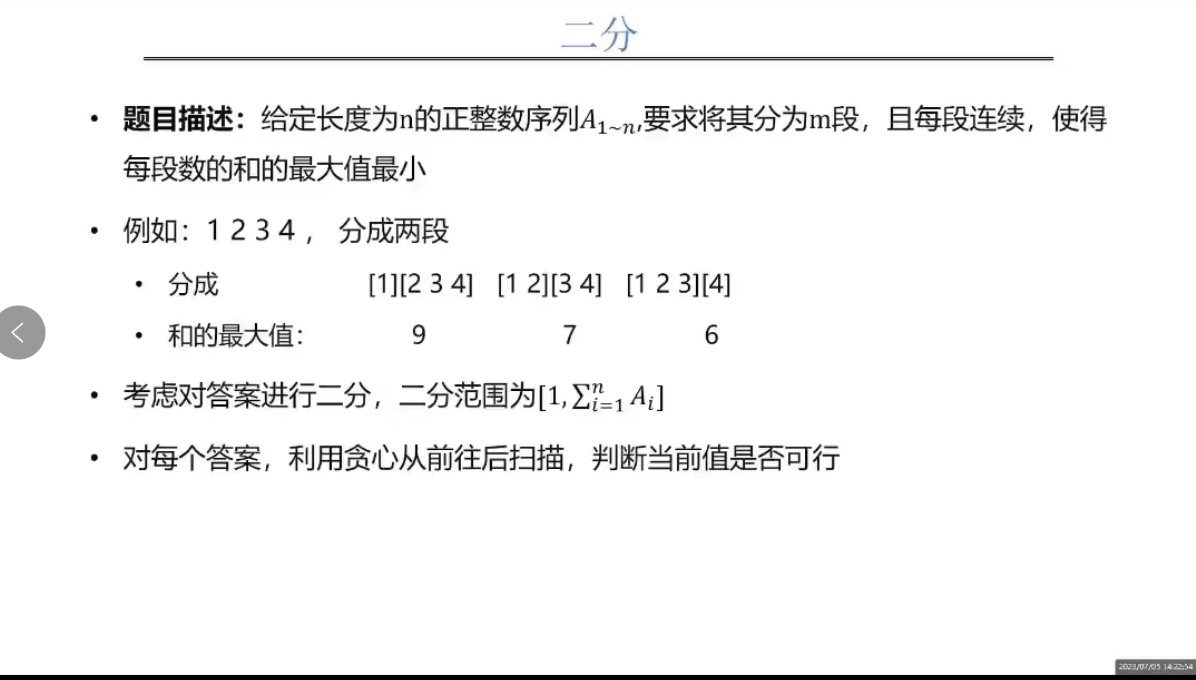 二分
• 题目描述：给定长度为n的正整数序列A₁~ₙ,要求将其分为m段，且每段连续，使得
每段数的和的最大值最小
• 例如：1 2 3 4 ， 分成两段
• 分成 [1][2 3 4] [1 2][3 4] [1 2 3][4]
• 和的最大值： 9 7 6
• 考虑对答案进行二分，二分范围为[1, ∑ⁿᵢ₌₁ Aᵢ]
• 对每个答案，利用贪心从前往后扫描，判断当前值是否可行
2023/07/05 14:22:54